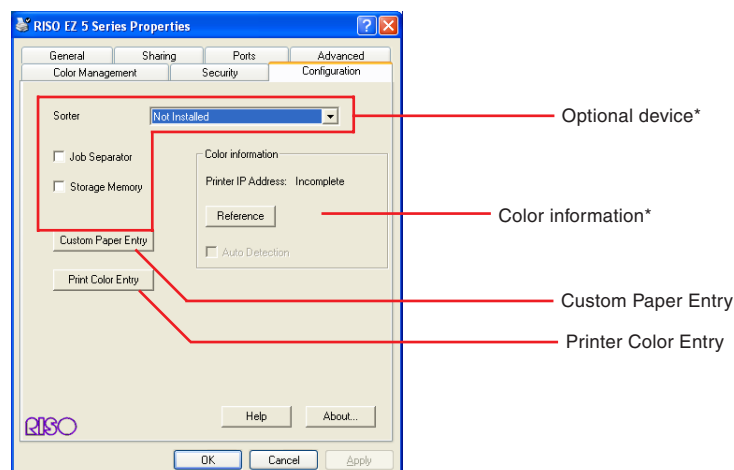 RISO EZ 5 Series Properties
General Sharing Ports Advanced
Color Management Security Configuration
Sorter Not Installed
Optional device*
Job Separator
Storage Memory
Color information
Printer IP Address: Incomplete
Reference
Auto Detection
Color information*
Custom Paper Entry
Print Color Entry
Custom Paper Entry
Printer Color Entry
Help About...
RISO
OK Cancel Apply